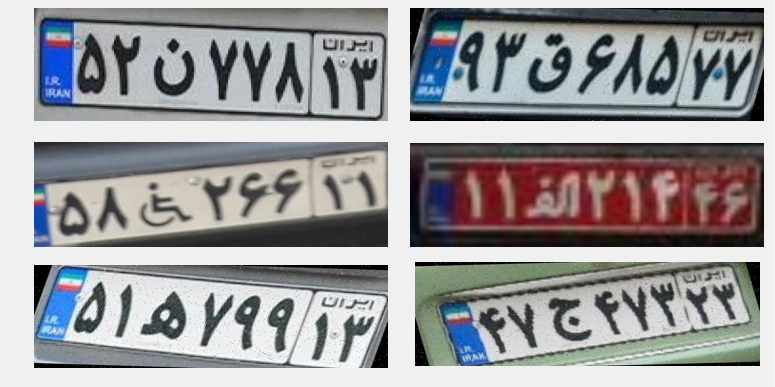 ۵۲ ن ۷۷۸ ایران ۱۳ I.R. IRAN
۹۳ ق ۶۸۵ ایران ۷۷ I.R. IRAN
۵۸ ♿ ۲۶۶ ایران ۱۱
۱۱ الف ۲۱۴ ۴۶
۵۱ ه‍ ۷۹۹ ایران ۱۳ I.R. IRAN
۴۷ ج ۴۷۳ ایران ۲۳ I.R. IRAN